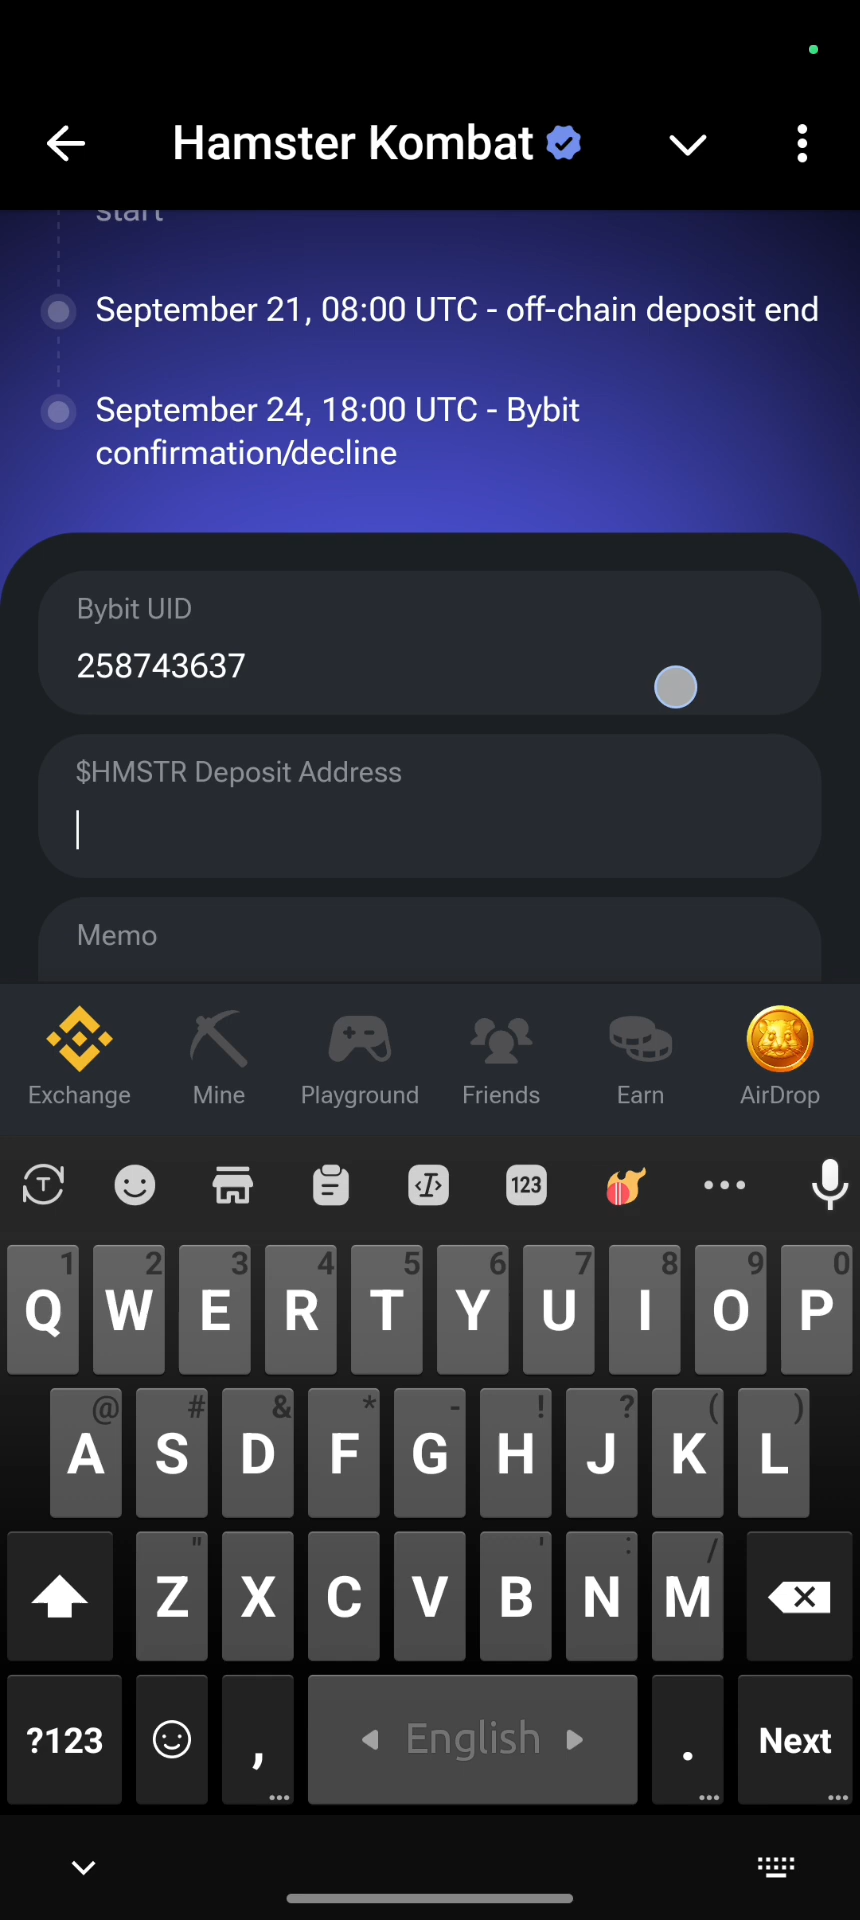 Hamster Kombat
start
September 21, 08:00 UTC - off-chain deposit end
September 24, 18:00 UTC - Bybit
confirmation/decline
Bybit UID
258743637
$HMSTR Deposit Address
Memo
Exchange Mine Playground Friends Earn AirDrop
T 123
1 2 3 4 5 6 7 8 9 0
Q W E R T Y U I O P
@ # & * - ! ? ( )
A S D F G H J K L
" ' : /
Z X C V B N M
?123 , English . Next